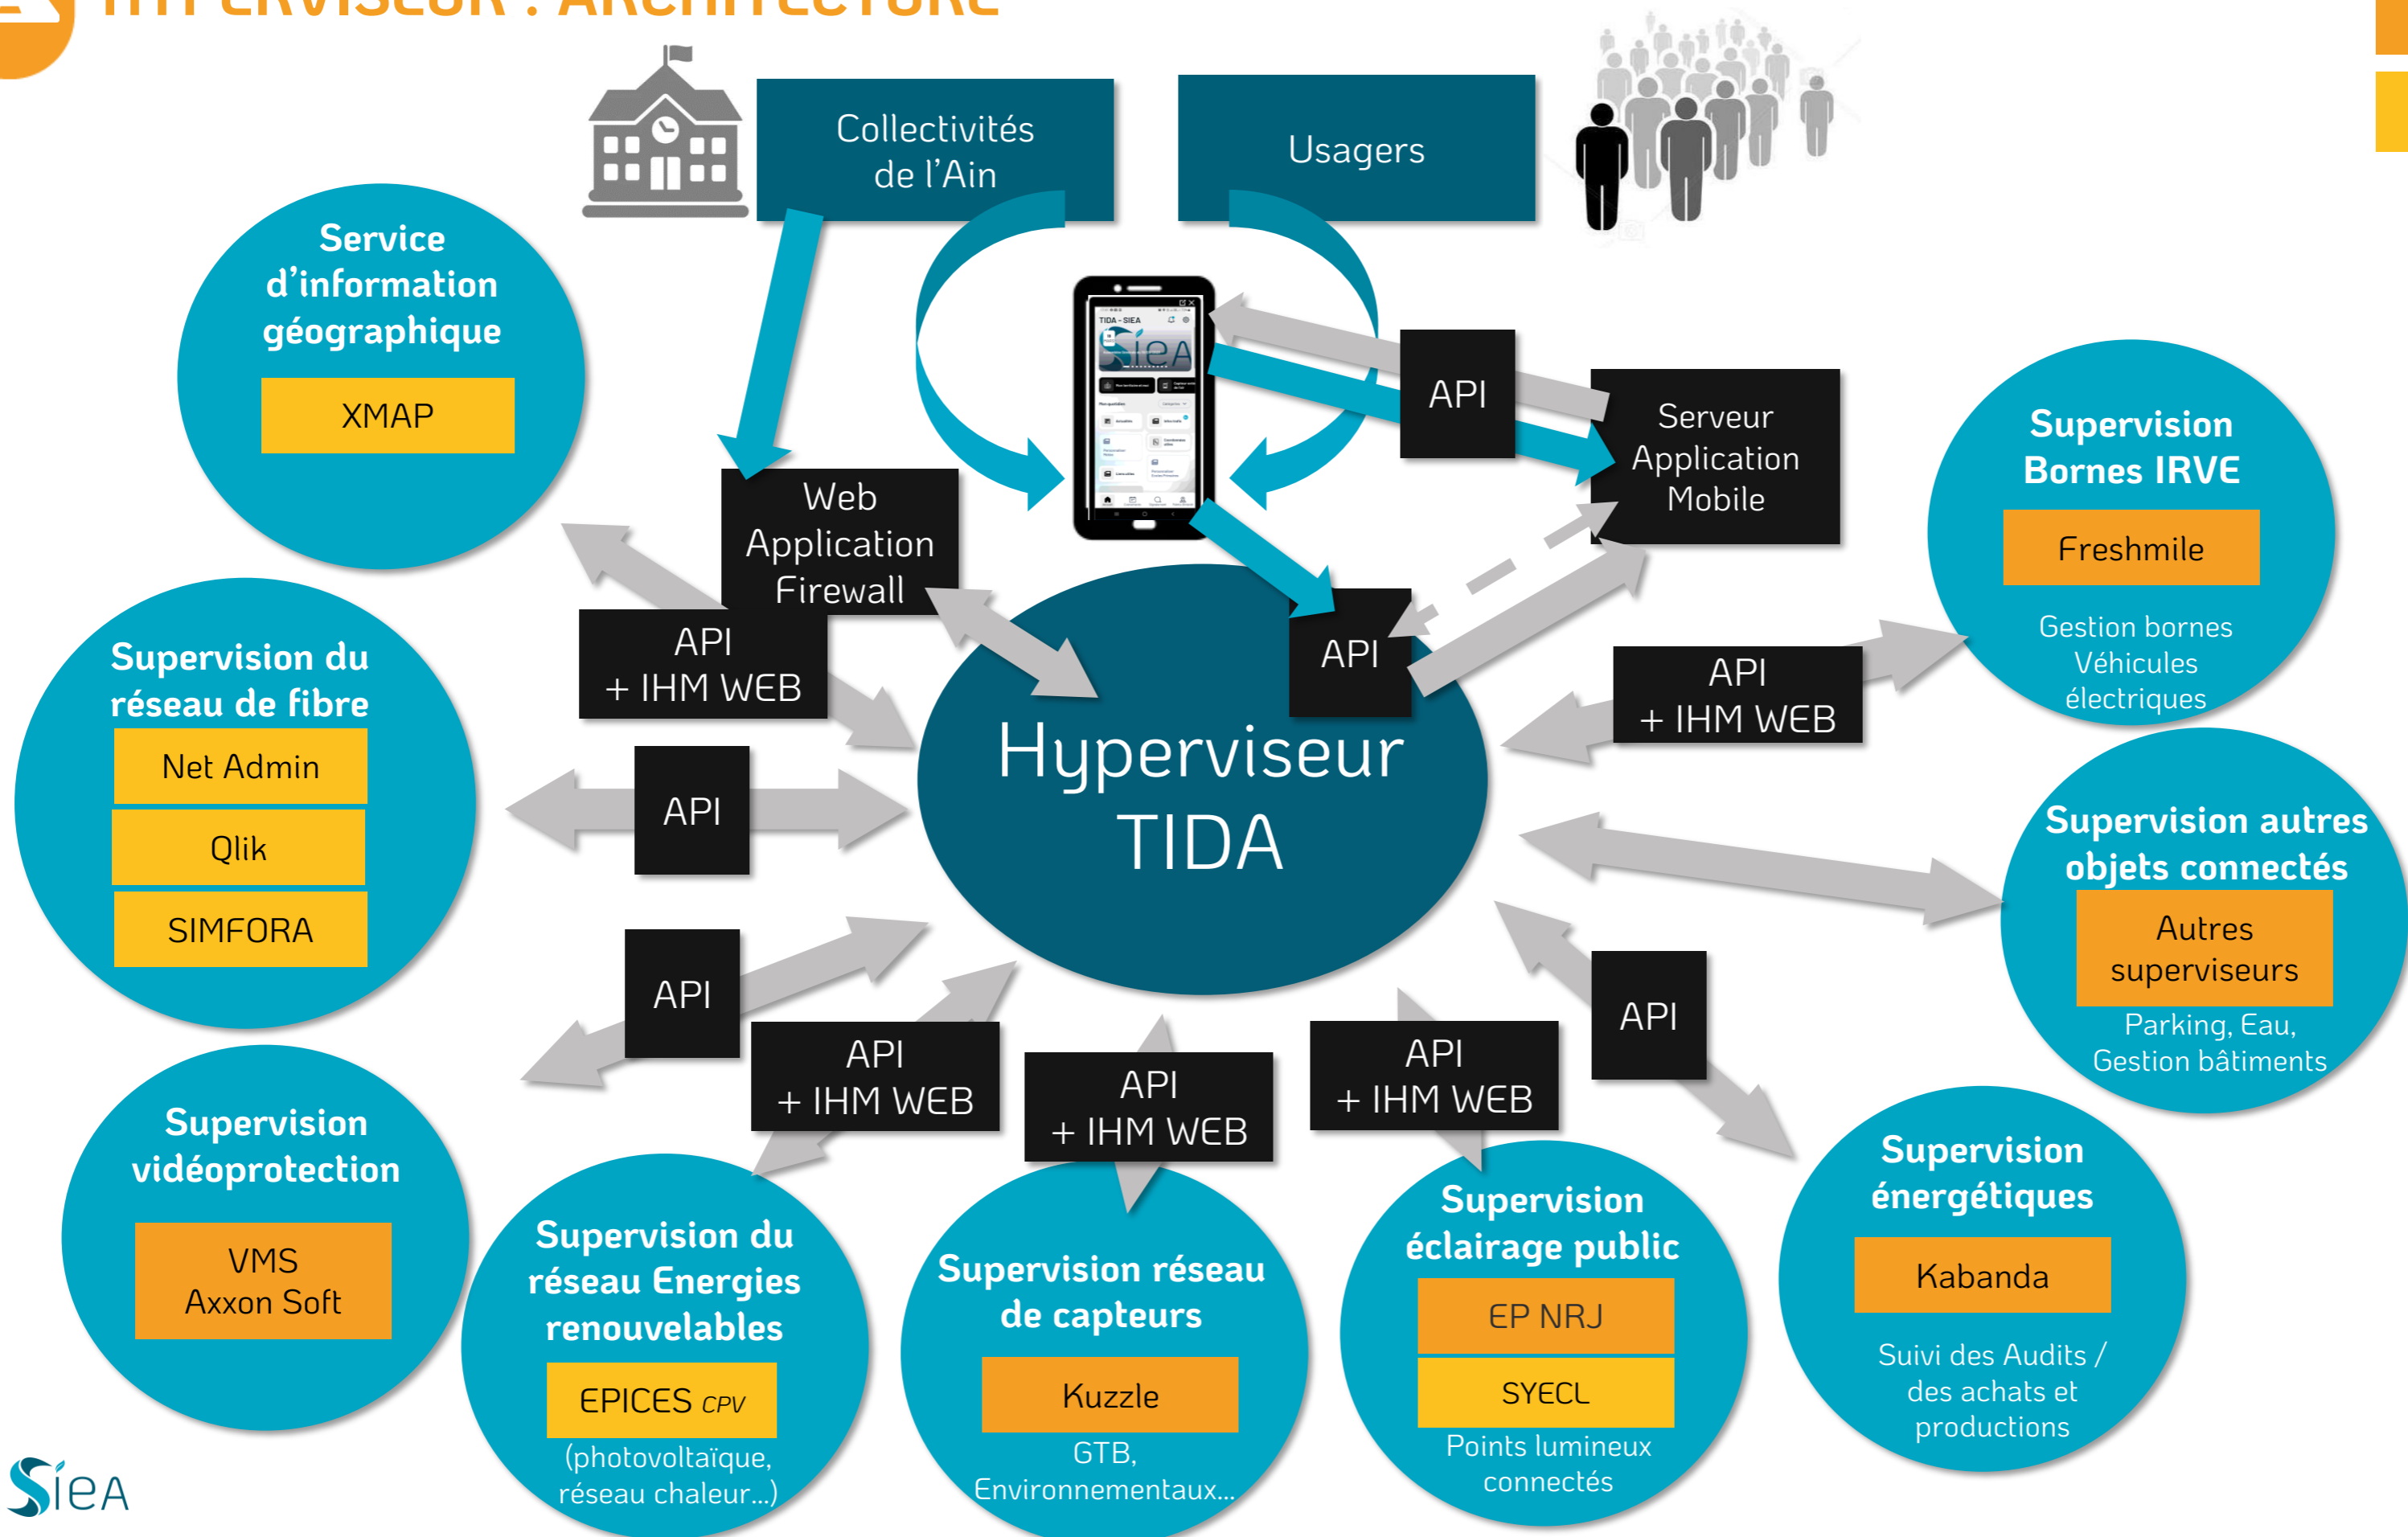 HYPERVISEUR : ARCHITECTURE
Collectivités
de l'Ain
Usagers
Service
d'information
géographique
XMAP
TIDA - SIEA
SIEA
Actualités
API
Serveur
Application
Mobile
Supervision
Bornes IRVE
Freshmile
Gestion bornes
Véhicules
électriques
Web
Application
Firewall
API
+ IHM WEB
API
API
+ IHM WEB
Supervision du
réseau de fibre
Net Admin
Qlik
SIMFORA
API
Hyperviseur
TIDA
Supervision autres
objets connectés
Autres
superviseurs
Parking, Eau,
Gestion bâtiments
API
API
+ IHM WEB
API
+ IHM WEB
API
+ IHM WEB
API
Supervision
vidéoprotection
VMS
Axxon Soft
Supervision du
réseau Energies
renouvelables
EPICES CPV
(photovoltaïque,
réseau chaleur...)
Supervision réseau
de capteurs
Kuzzle
GTB,
Environnementaux...
Supervision
éclairage public
EP NRJ
SYECL
Points lumineux
connectés
Supervision
énergétiques
Kabanda
Suivi des Audits /
des achats et
productions
SIEA